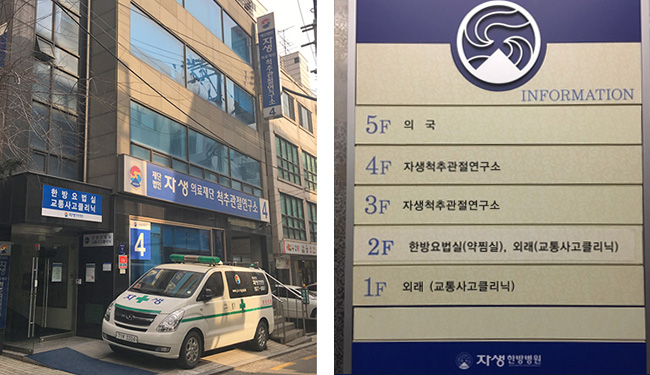 재단
법인 자생 의료재단 척추관절연구소 4
자생 척추관절연구소
4
한방요법실
교통사고클리닉
4
자생
INFORMATION
5F 의 국
4F 자생척추관절연구소
3F 자생척추관절연구소
2F 한방요법실(약찜실), 외래(교통사고클리닉)
1F 외래 (교통사고클리닉)
자생한방병원